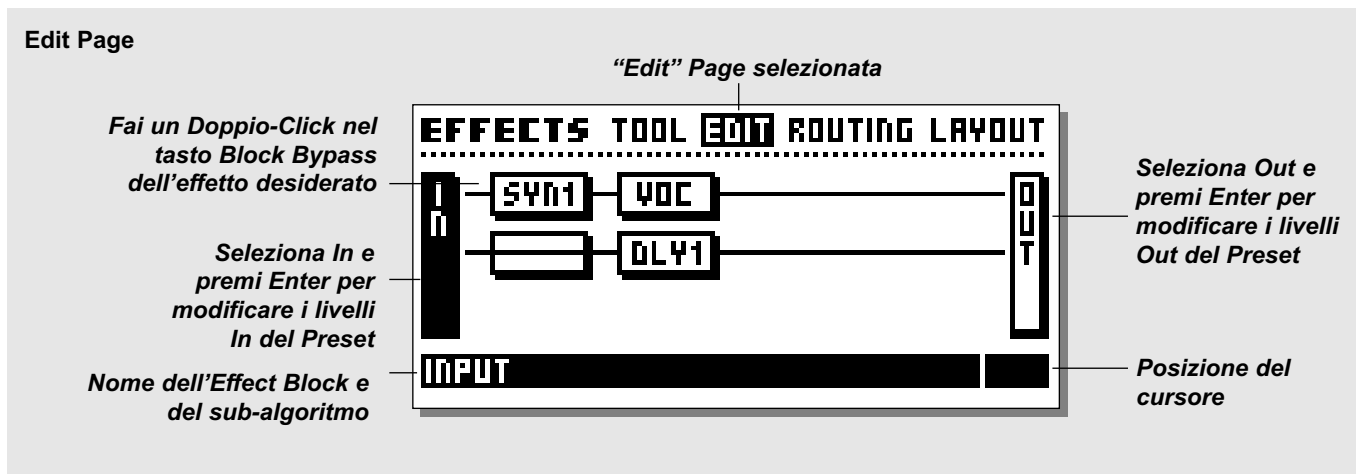 Edit Page
“Edit” Page selezionata
Fai un Doppio-Click nel
tasto Block Bypass
dell’effetto desiderato
EFFECTS TOOL EDIT ROUTING LAYOUT
IN
SYN1 VOC
DLY1
OUT
Seleziona Out e
premi Enter per
modificare i livelli
Out del Preset
Seleziona In e
premi Enter per
modificare i livelli
In del Preset
INPUT
Nome dell’Effect Block e
del sub-algoritmo
Posizione del
cursore